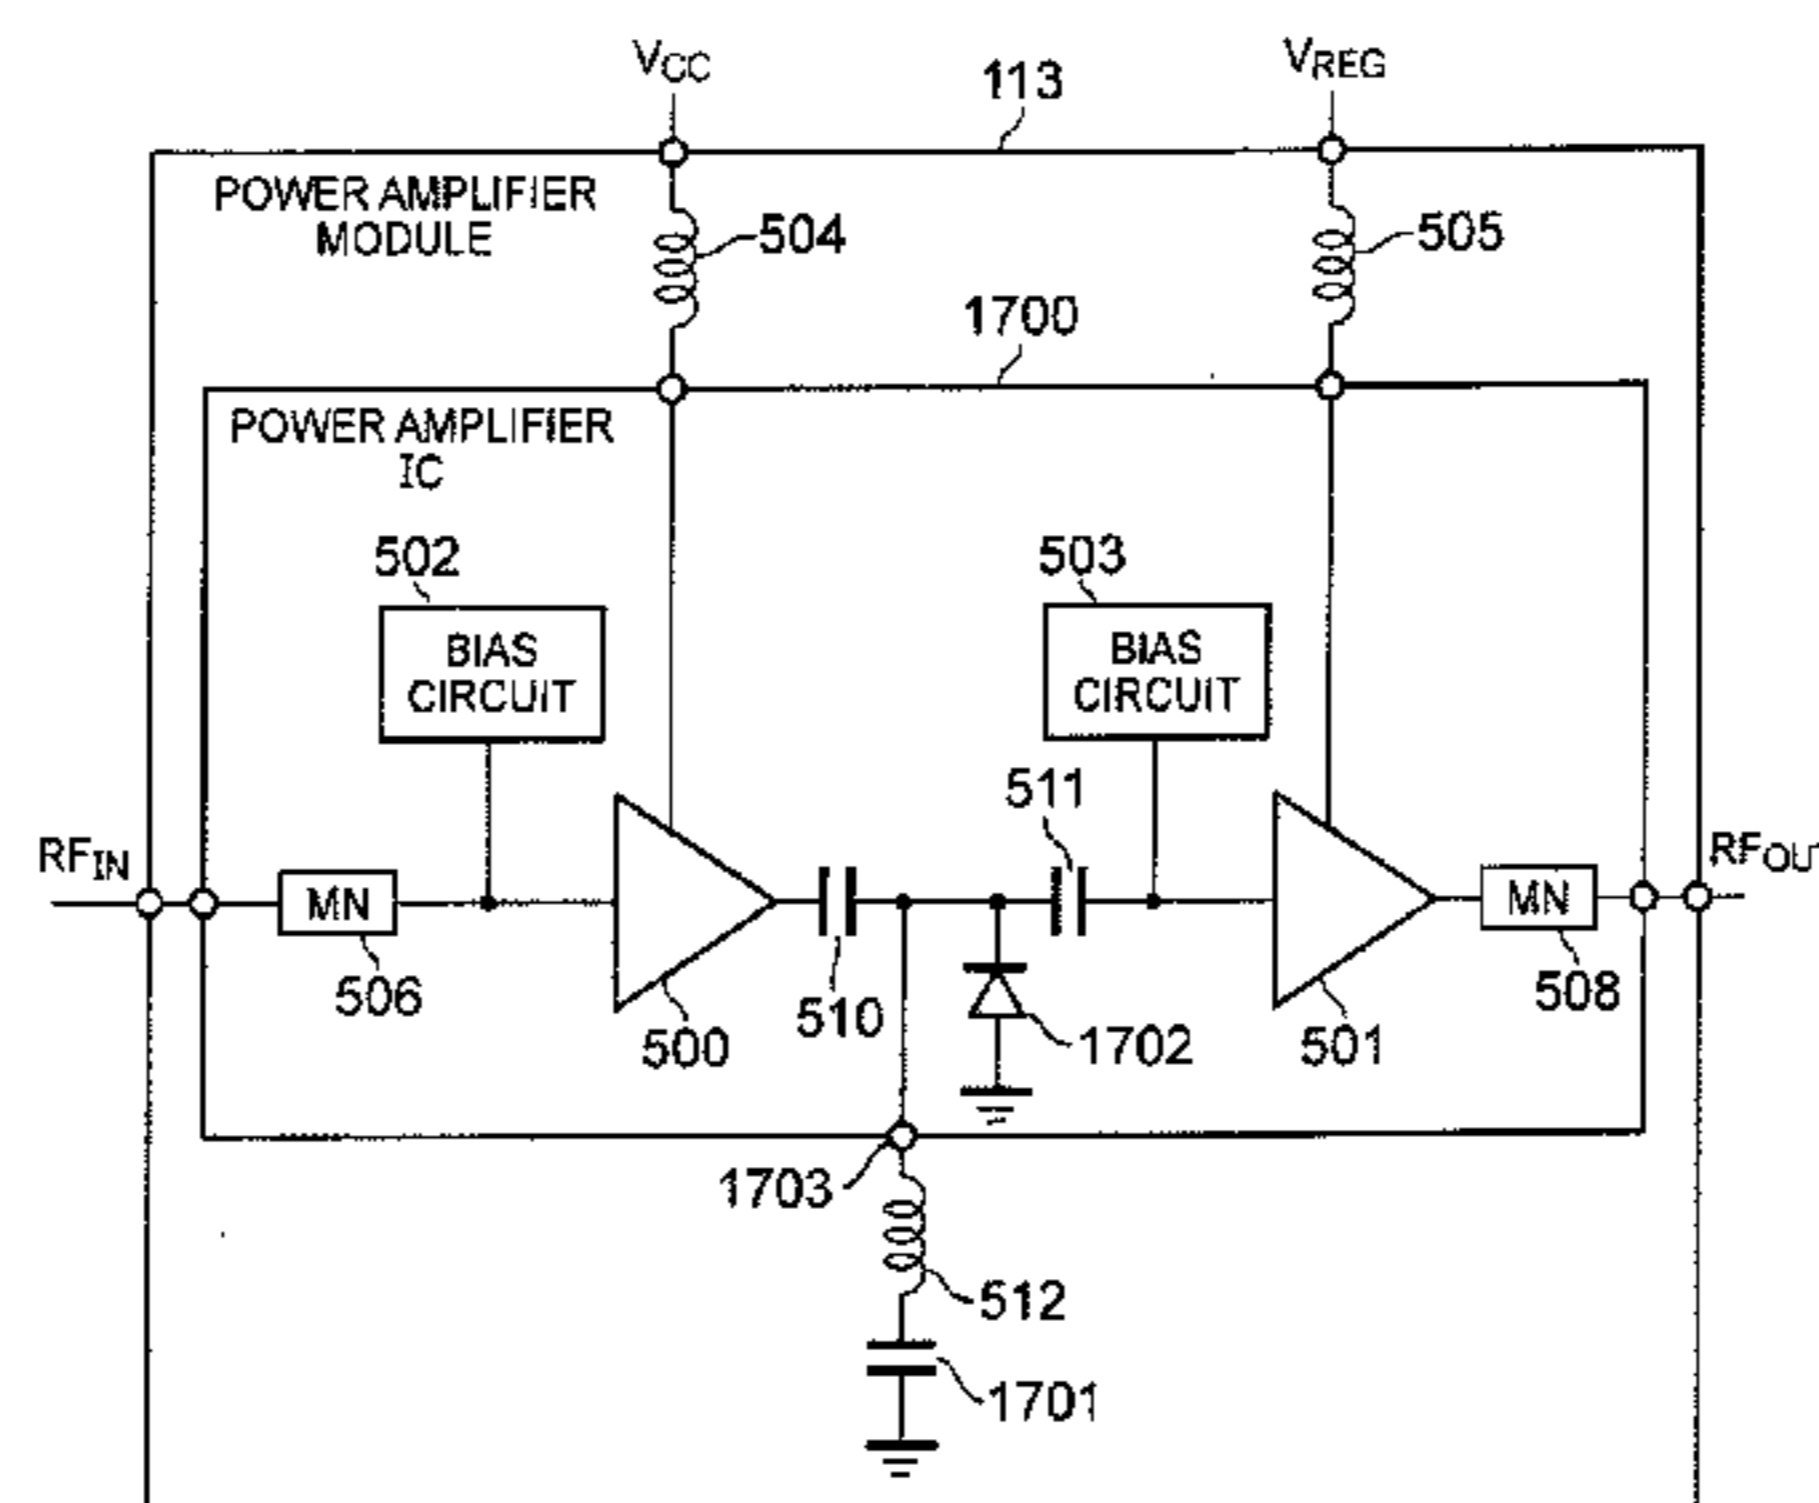 VCC
VREG
113
POWER AMPLIFIER
MODULE
504
505
1700
POWER AMPLIFIER
IC
502
503
BIAS
CIRCUIT
BIAS
CIRCUIT
511
RFIN
RFOUT
MN
MN
506
510
508
500
1702
501
1703
512
1701